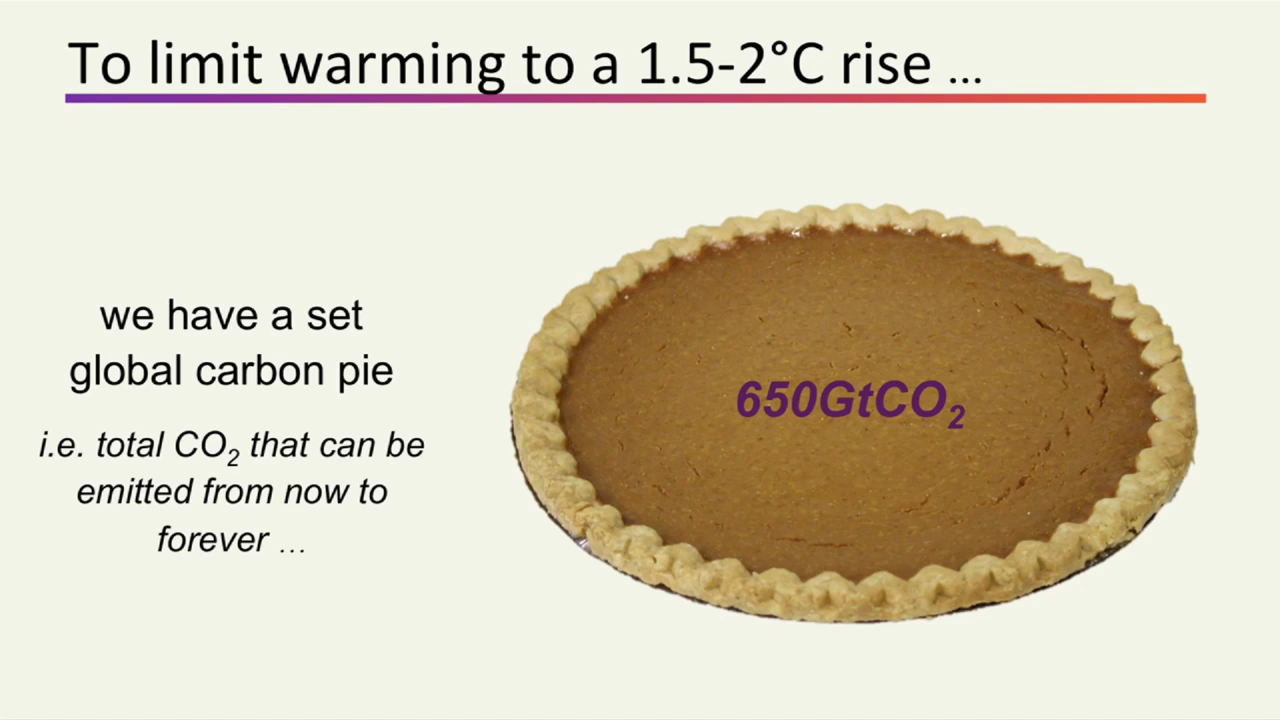 To limit warming to a 1.5-2°C rise ...
we have a set
global carbon pie
i.e. total CO₂ that can be
emitted from now to
forever ...
650GtCO₂